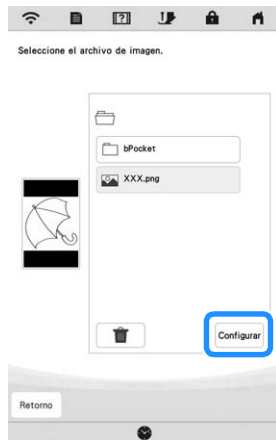 Seleccione el archivo de imagen.
bPocket
XXX.png
Configurar
Retorno